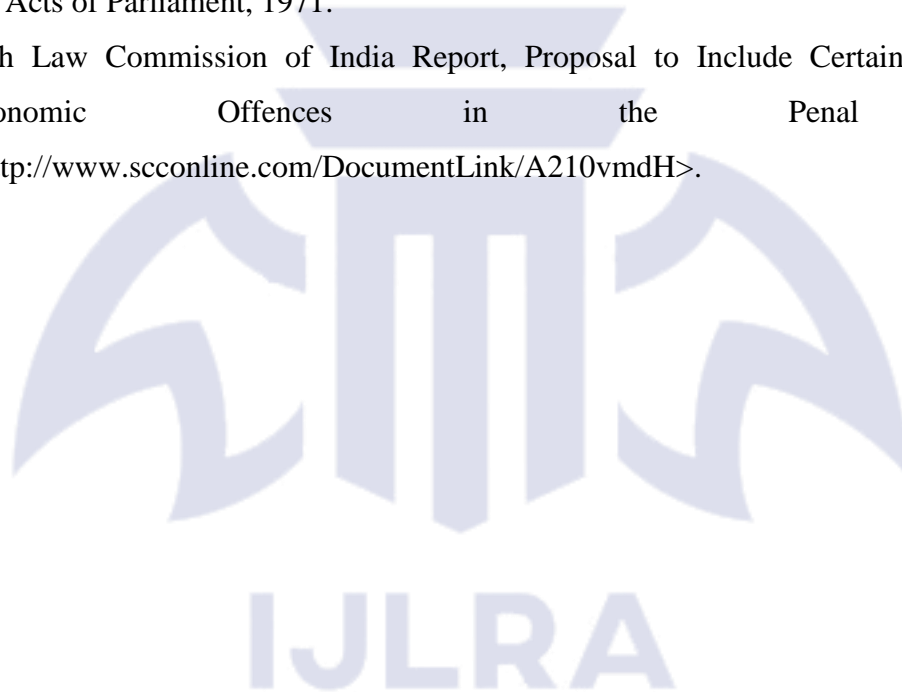 Acts of Parliament, 1971.
h Law Commission of India Report, Proposal to Include Certain
onomic Offences in the Penal
tp://www.scconline.com/DocumentLink/A210vmdH>.
IJLRA